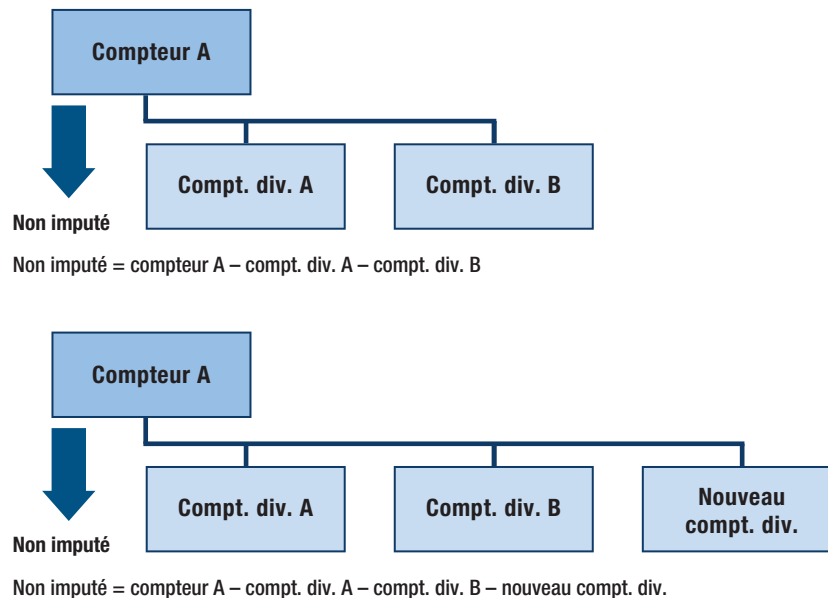 Compteur A
Compt. div. A
Compt. div. B
Non imputé
Non imputé = compteur A – compt. div. A – compt. div. B
Compteur A
Compt. div. A
Compt. div. B
Nouveau
compt. div.
Non imputé
Non imputé = compteur A – compt. div. A – compt. div. B – nouveau compt. div.